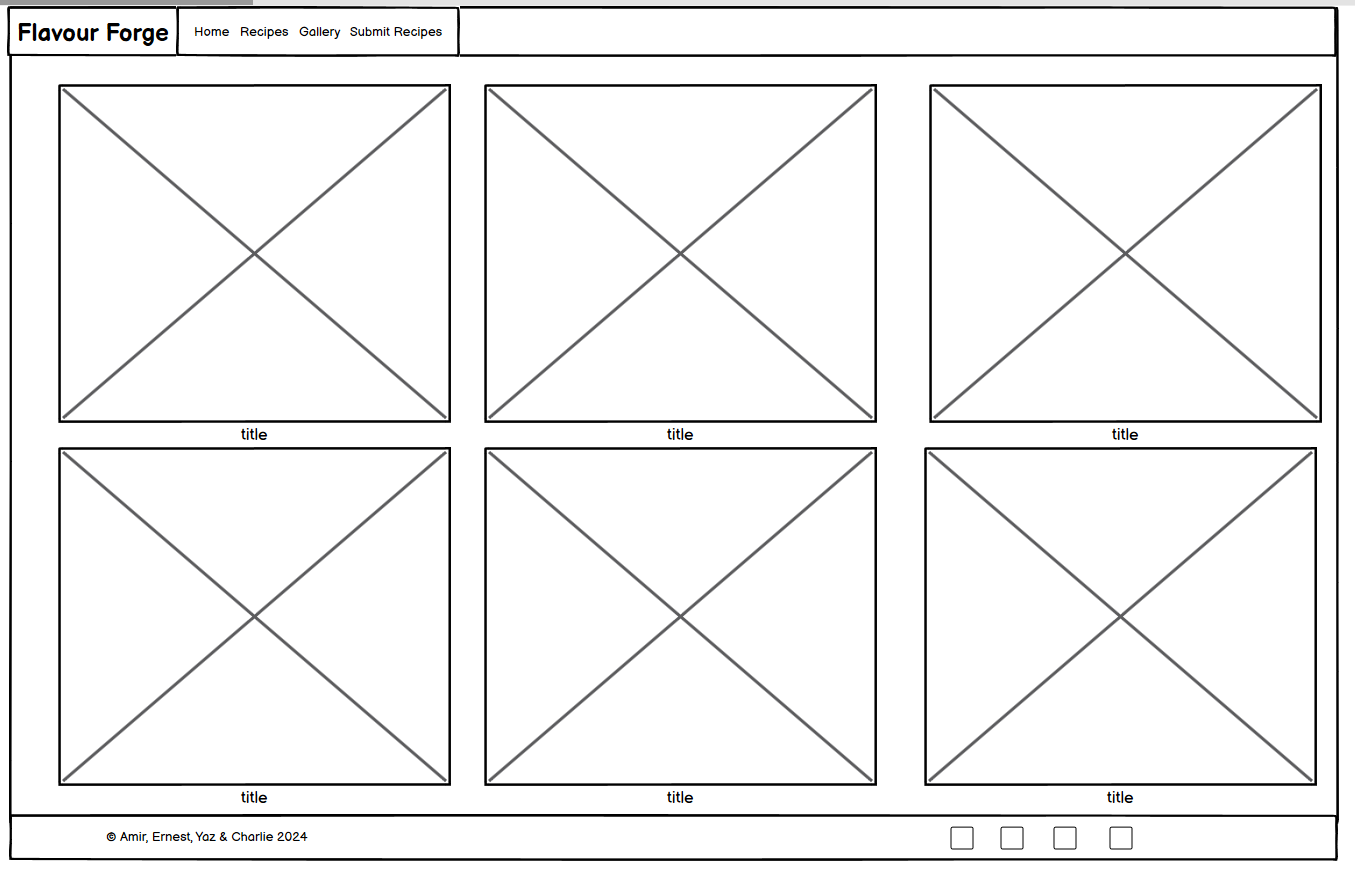 Flavour Forge
Home Recipes Gallery Submit Recipes
title title title
title title title
© Amir, Ernest, Yaz & Charlie 2024